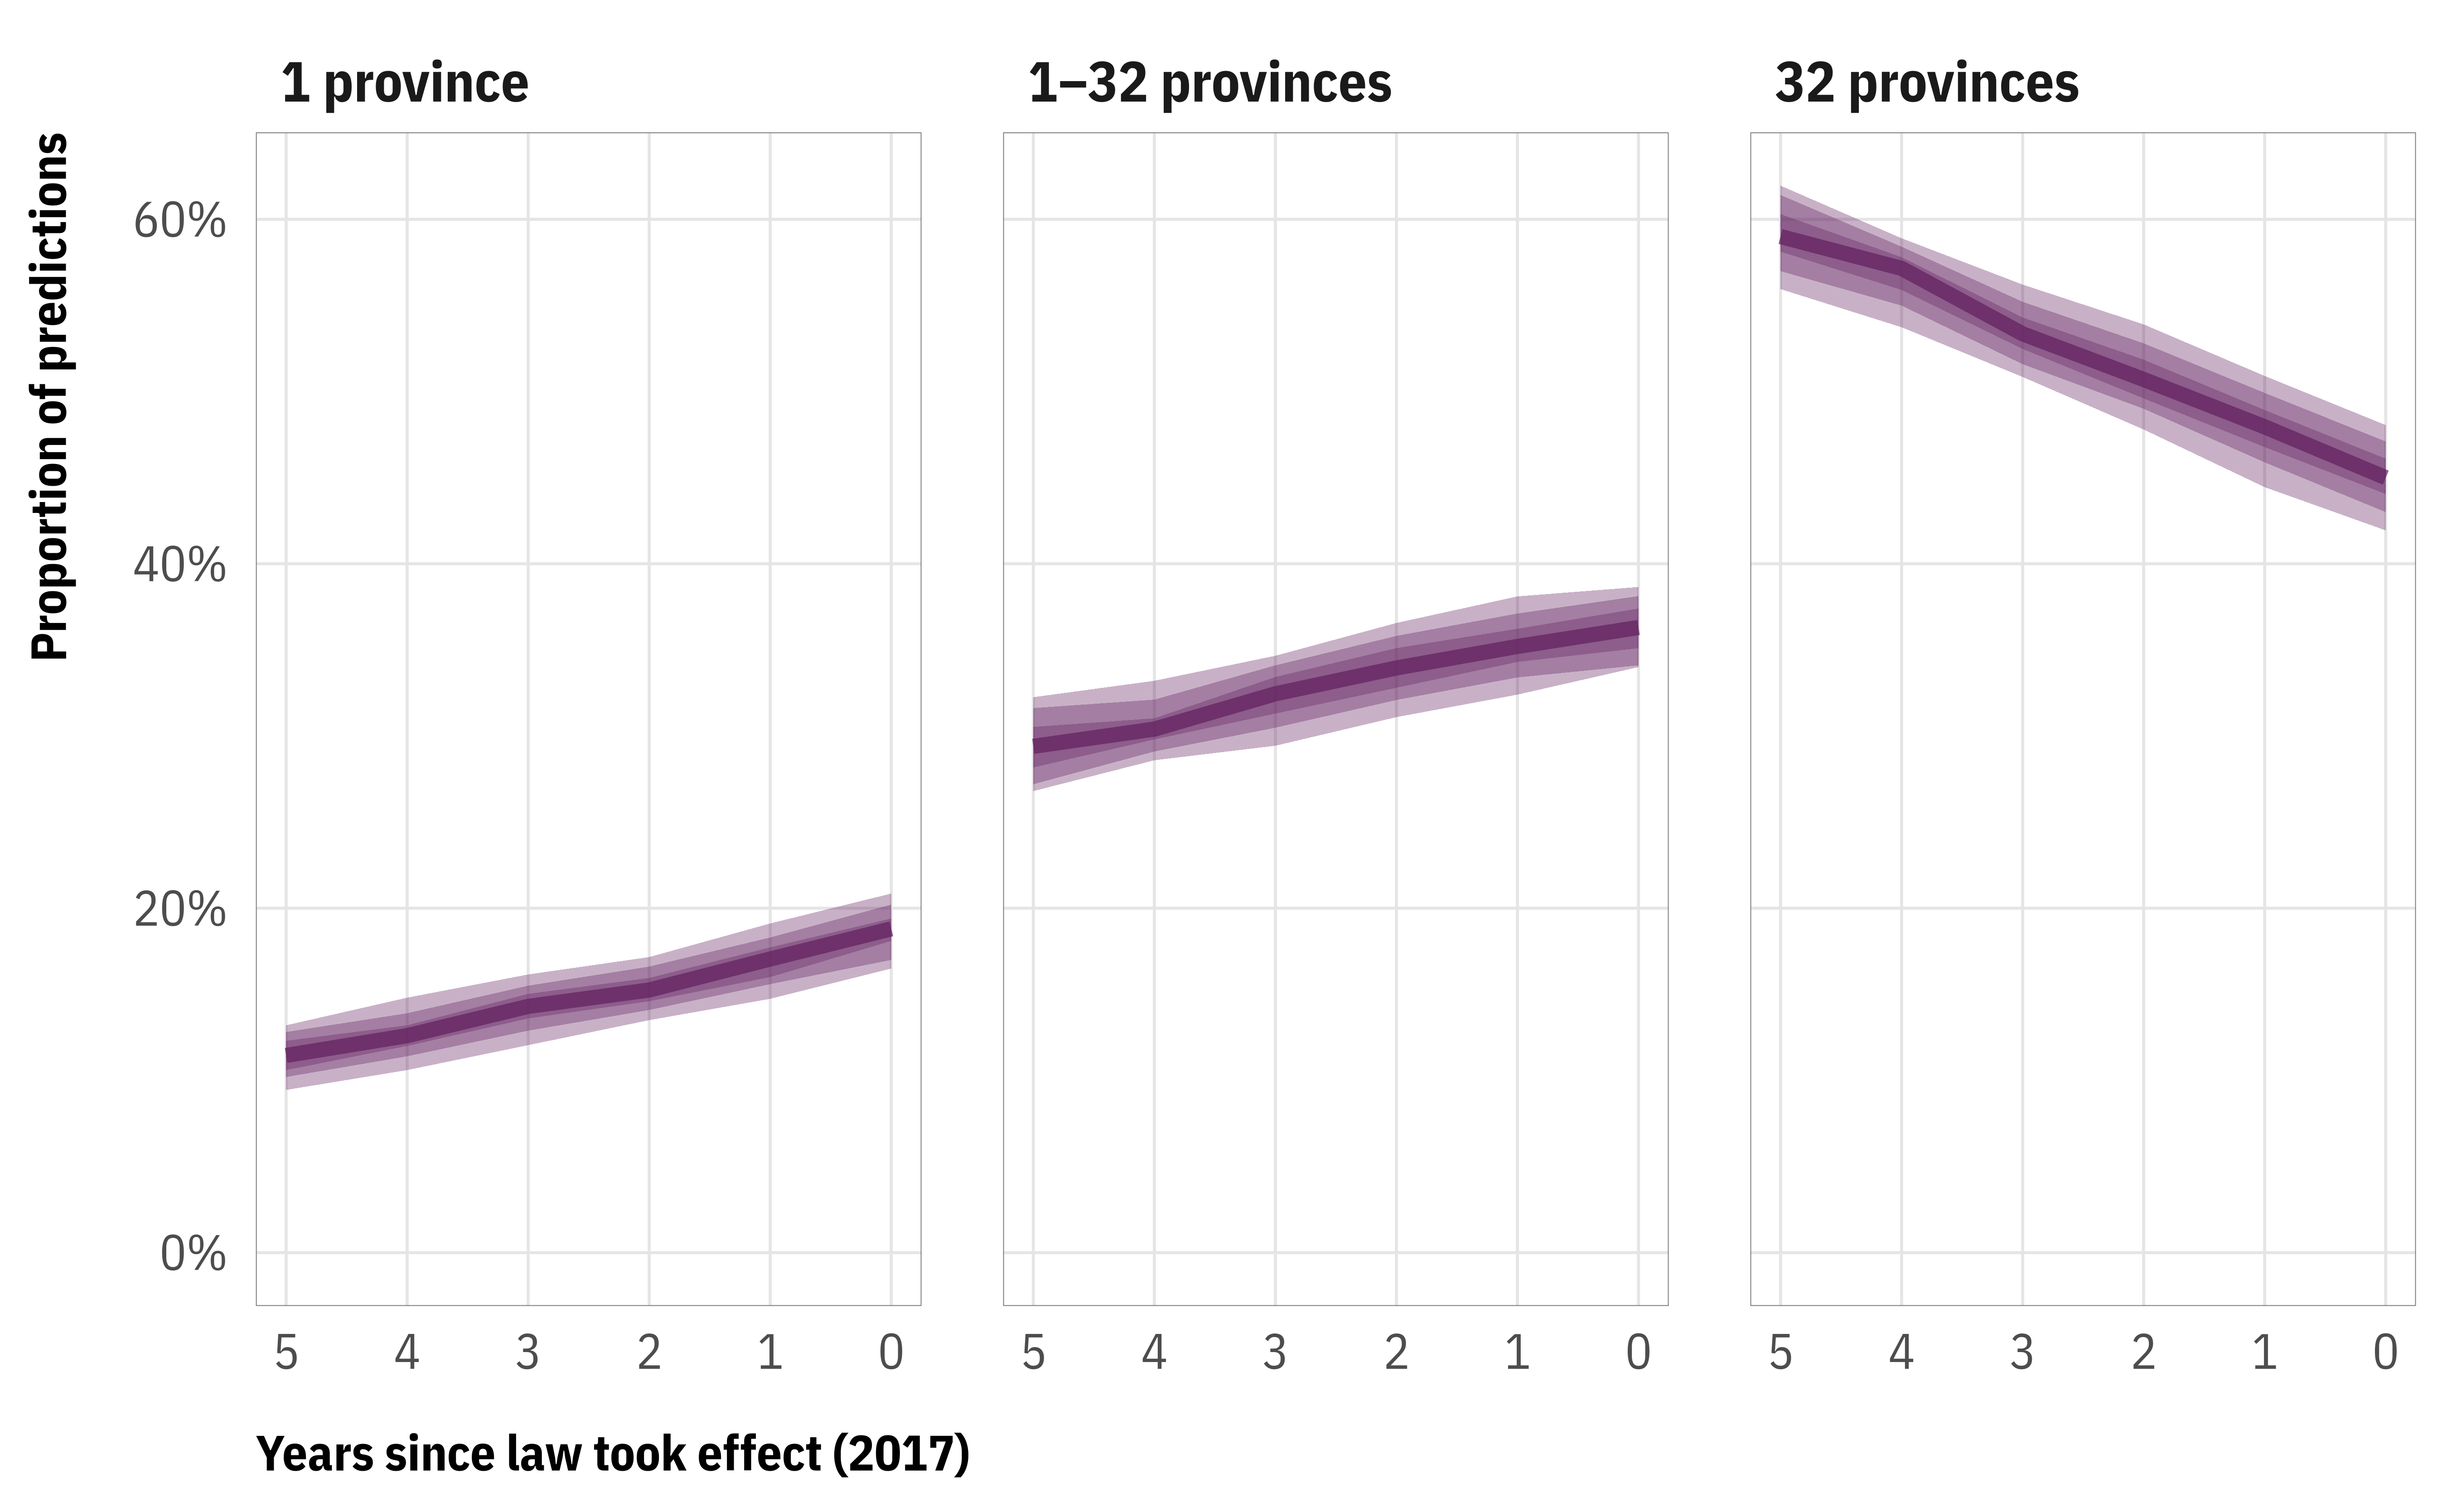 1 province
1–32 provinces
32 provinces
Proportion of predictions
60%
40%
20%
0%
5 4 3 2 1 0
5 4 3 2 1 0
5 4 3 2 1 0
Years since law took effect (2017)